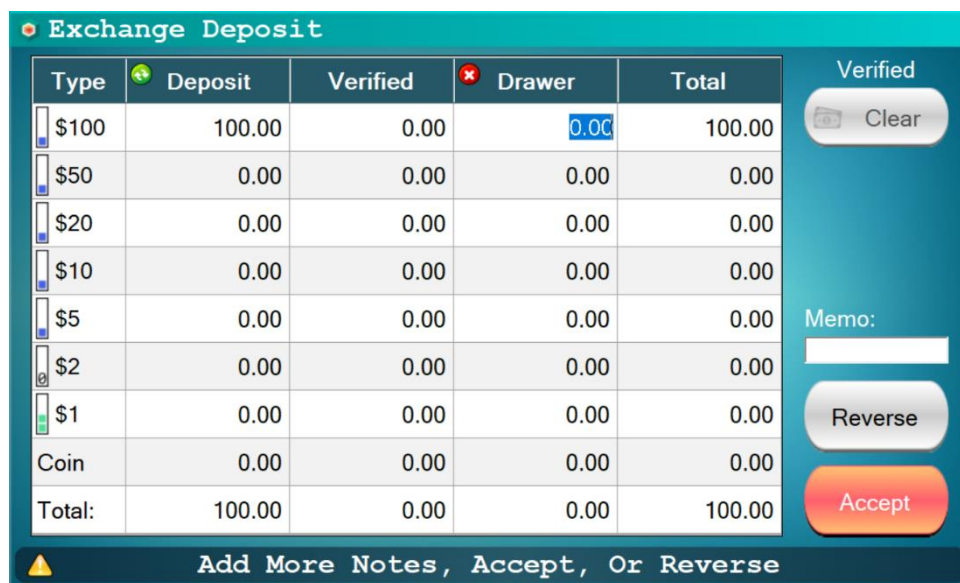 Exchange Deposit
Type Deposit Verified Drawer Total
$100 100.00 0.00 0.00 100.00
$50 0.00 0.00 0.00 0.00
$20 0.00 0.00 0.00 0.00
$10 0.00 0.00 0.00 0.00
$5 0.00 0.00 0.00 0.00
$2 0.00 0.00 0.00 0.00
$1 0.00 0.00 0.00 0.00
Coin 0.00 0.00 0.00 0.00
Total: 100.00 0.00 0.00 100.00
Verified
Clear
Memo:
Reverse
Accept
Add More Notes, Accept, Or Reverse